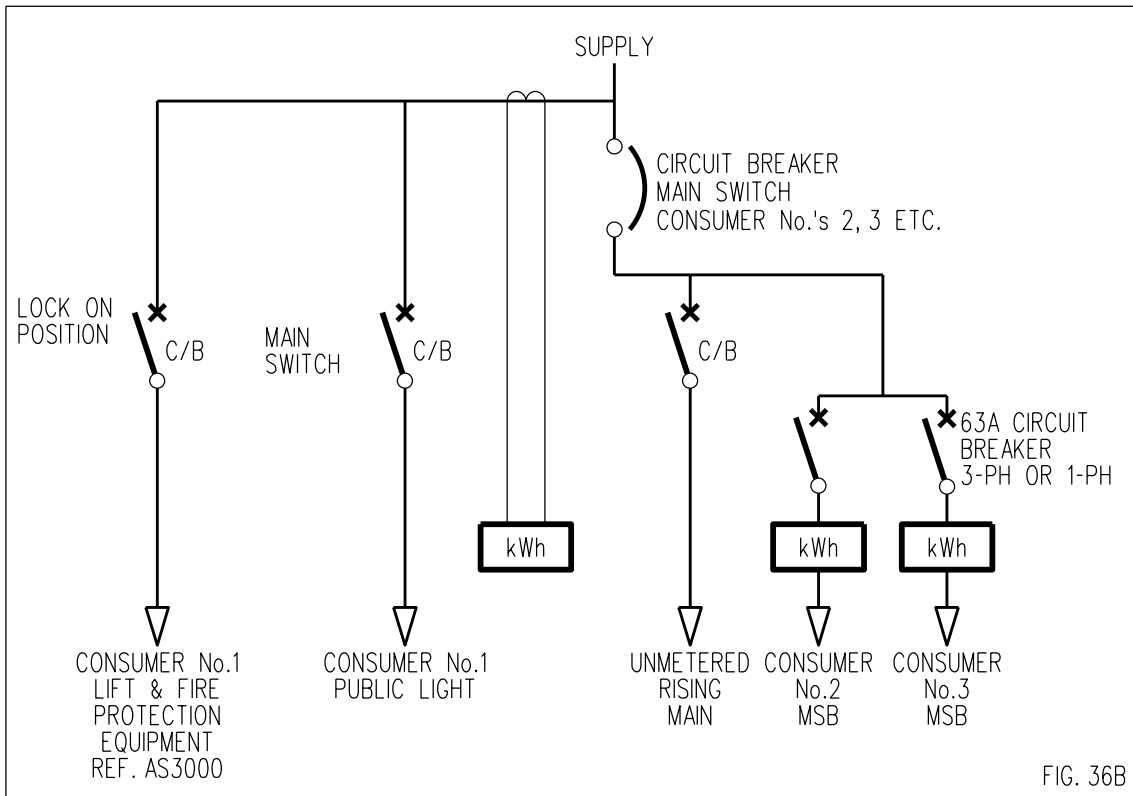 SUPPLY
CIRCUIT BREAKER
MAIN SWITCH
CONSUMER No.'s 2, 3 ETC.
LOCK ON
POSITION
C/B
MAIN
SWITCH
C/B
C/B
63A CIRCUIT
BREAKER
3-PH OR 1-PH
kWh
kWh
kWh
CONSUMER No.1
LIFT & FIRE
PROTECTION
EQUIPMENT
REF. AS3000
CONSUMER No.1
PUBLIC LIGHT
UNMETERED
RISING
MAIN
CONSUMER
No.2
MSB
CONSUMER
No.3
MSB
FIG. 36B